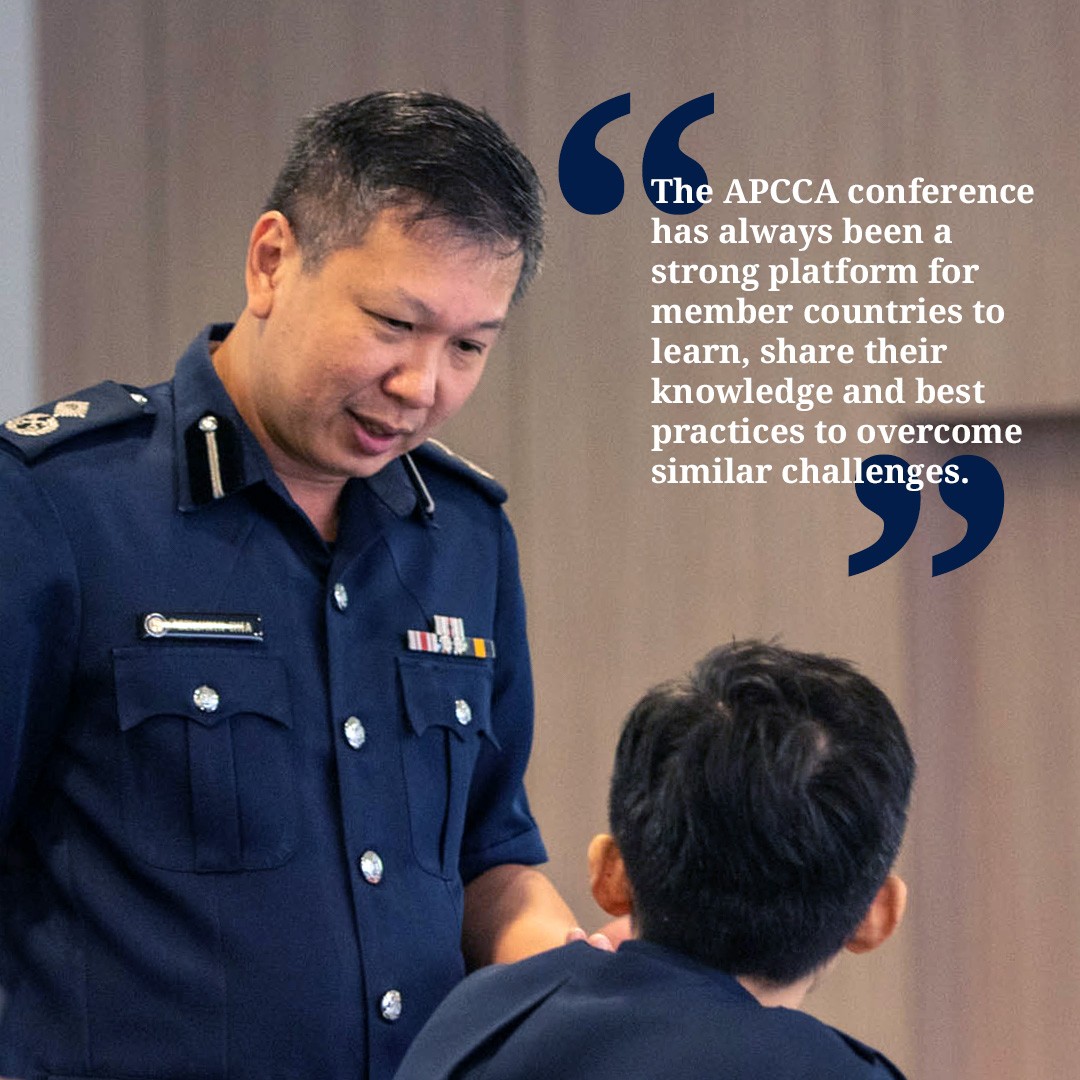 The APCCA conference
has always been a
strong platform for
member countries to
learn, share their
knowledge and best
practices to overcome
similar challenges.